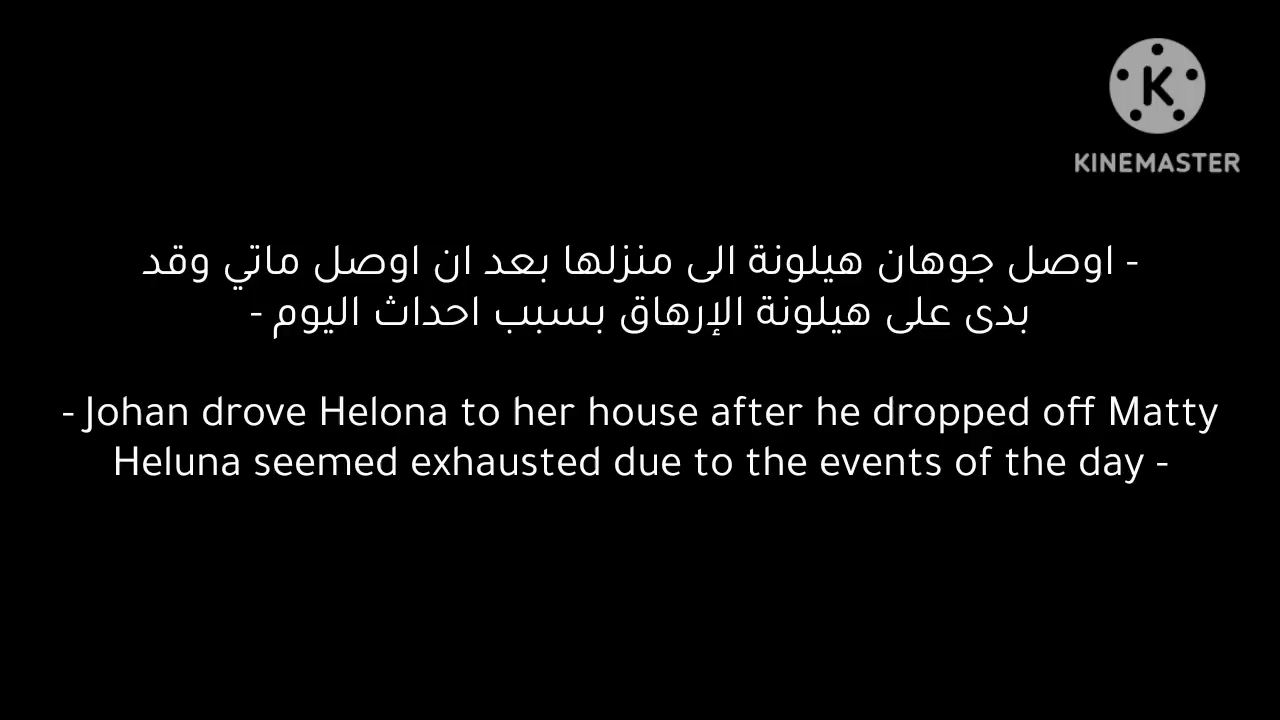 KINEMASTER
- اوصل جوهان هيلونة الى منزلها بعد ان اوصل ماتي وقد
بدى على هيلونة الإرهاق بسبب احداث اليوم -
- Johan drove Helona to her house after he dropped off Matty
Heluna seemed exhausted due to the events of the day -